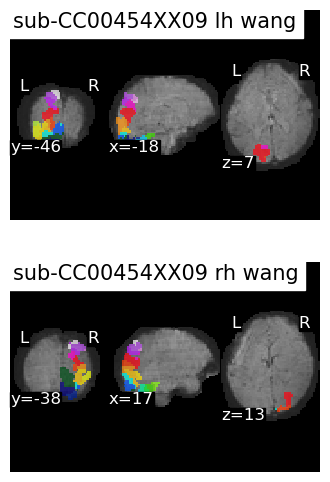 sub-CC00454XX09 lh wang
L R
L R
y=-46
x=-18
z=7
sub-CC00454XX09 rh wang
L R
L R
y=-38
x=17
z=13